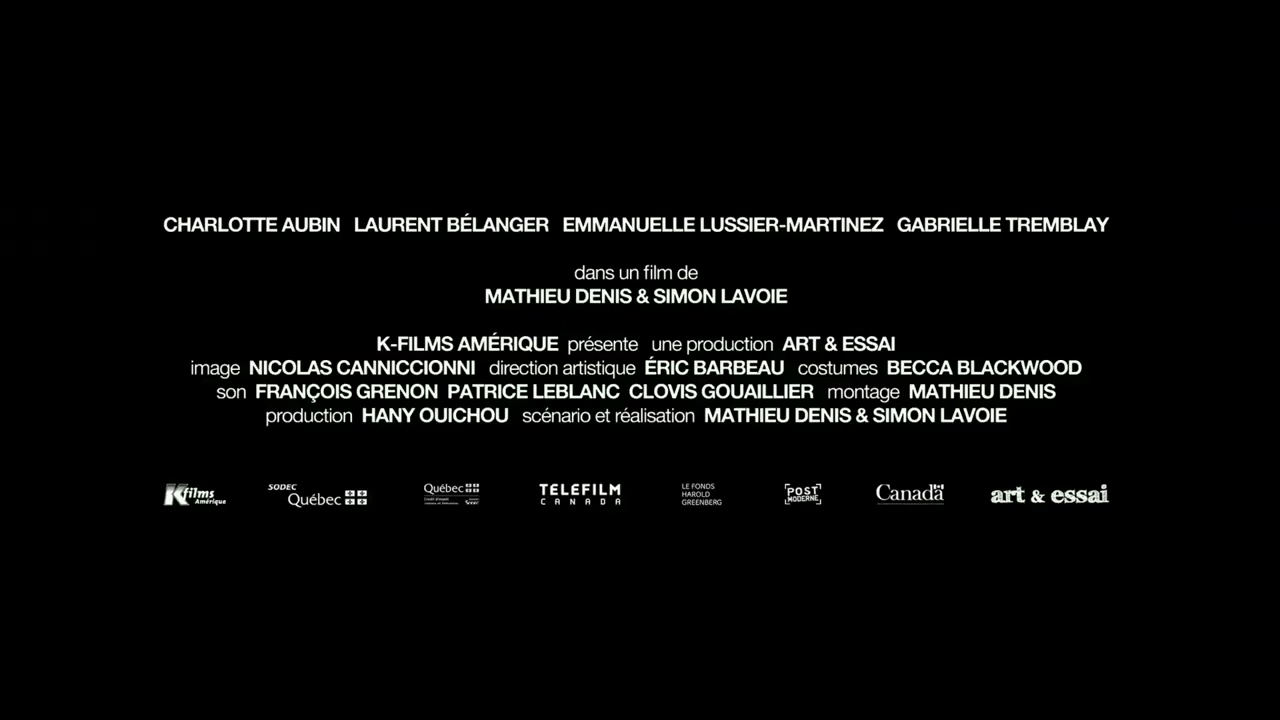 CHARLOTTE AUBIN LAURENT BÉLANGER EMMANUELLE LUSSIER-MARTINEZ GABRIELLE TREMBLAY
dans un film de
MATHIEU DENIS & SIMON LAVOIE
K-FILMS AMÉRIQUE présente une production ART & ESSAI
image NICOLAS CANNICCIONNI direction artistique ÉRIC BARBEAU costumes BECCA BLACKWOOD
son FRANÇOIS GRENON PATRICE LEBLANC CLOVIS GOUAILLIER montage MATHIEU DENIS
production HANY OUICHOU scénario et réalisation MATHIEU DENIS & SIMON LAVOIE
Kfilms
Amérique
SODEC
Québec
Québec
TELEFILM
CANADA
LE FONDS
HAROLD
GREENBERG
POST
MODERNE
Canada
art & essai